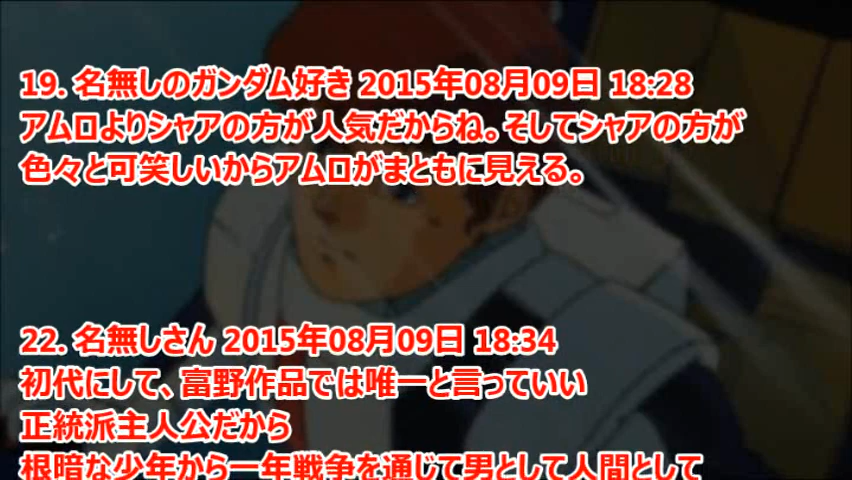 19. 名無しのガンダム好き 2015年08月09日 18:28
アムロよりシャアの方が人気だからね。そしてシャアの方が
色々と可笑しいからアムロがまともに見える。
22. 名無しさん 2015年08月09日 18:34
初代にして、富野作品では唯一と言っていい
正統派主人公だから
根暗な少年から一年戦争を通じて男として人間として